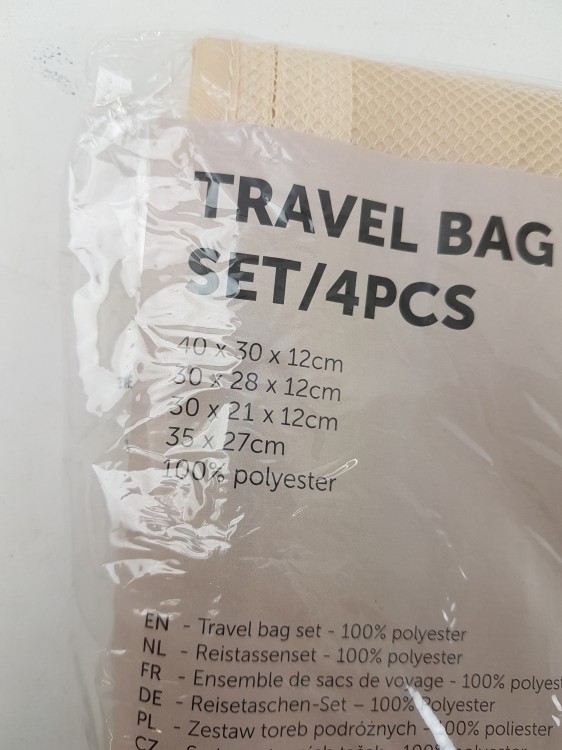 TRAVEL BAG
SET/4PCS
40 x 30 x 12cm
30 x 28 x 12cm
30 x 21 x 12cm
35 x 27cm
100% polyester
EN - Travel bag set - 100% polyester
NL - Reistassenset - 100% polyester
FR - Ensemble de sacs de voyage - 100% polyest
DE - Reisetaschen-Set – 100% Polyester
PL - Zestaw toreb podróżnych - 100% poliester
CZ